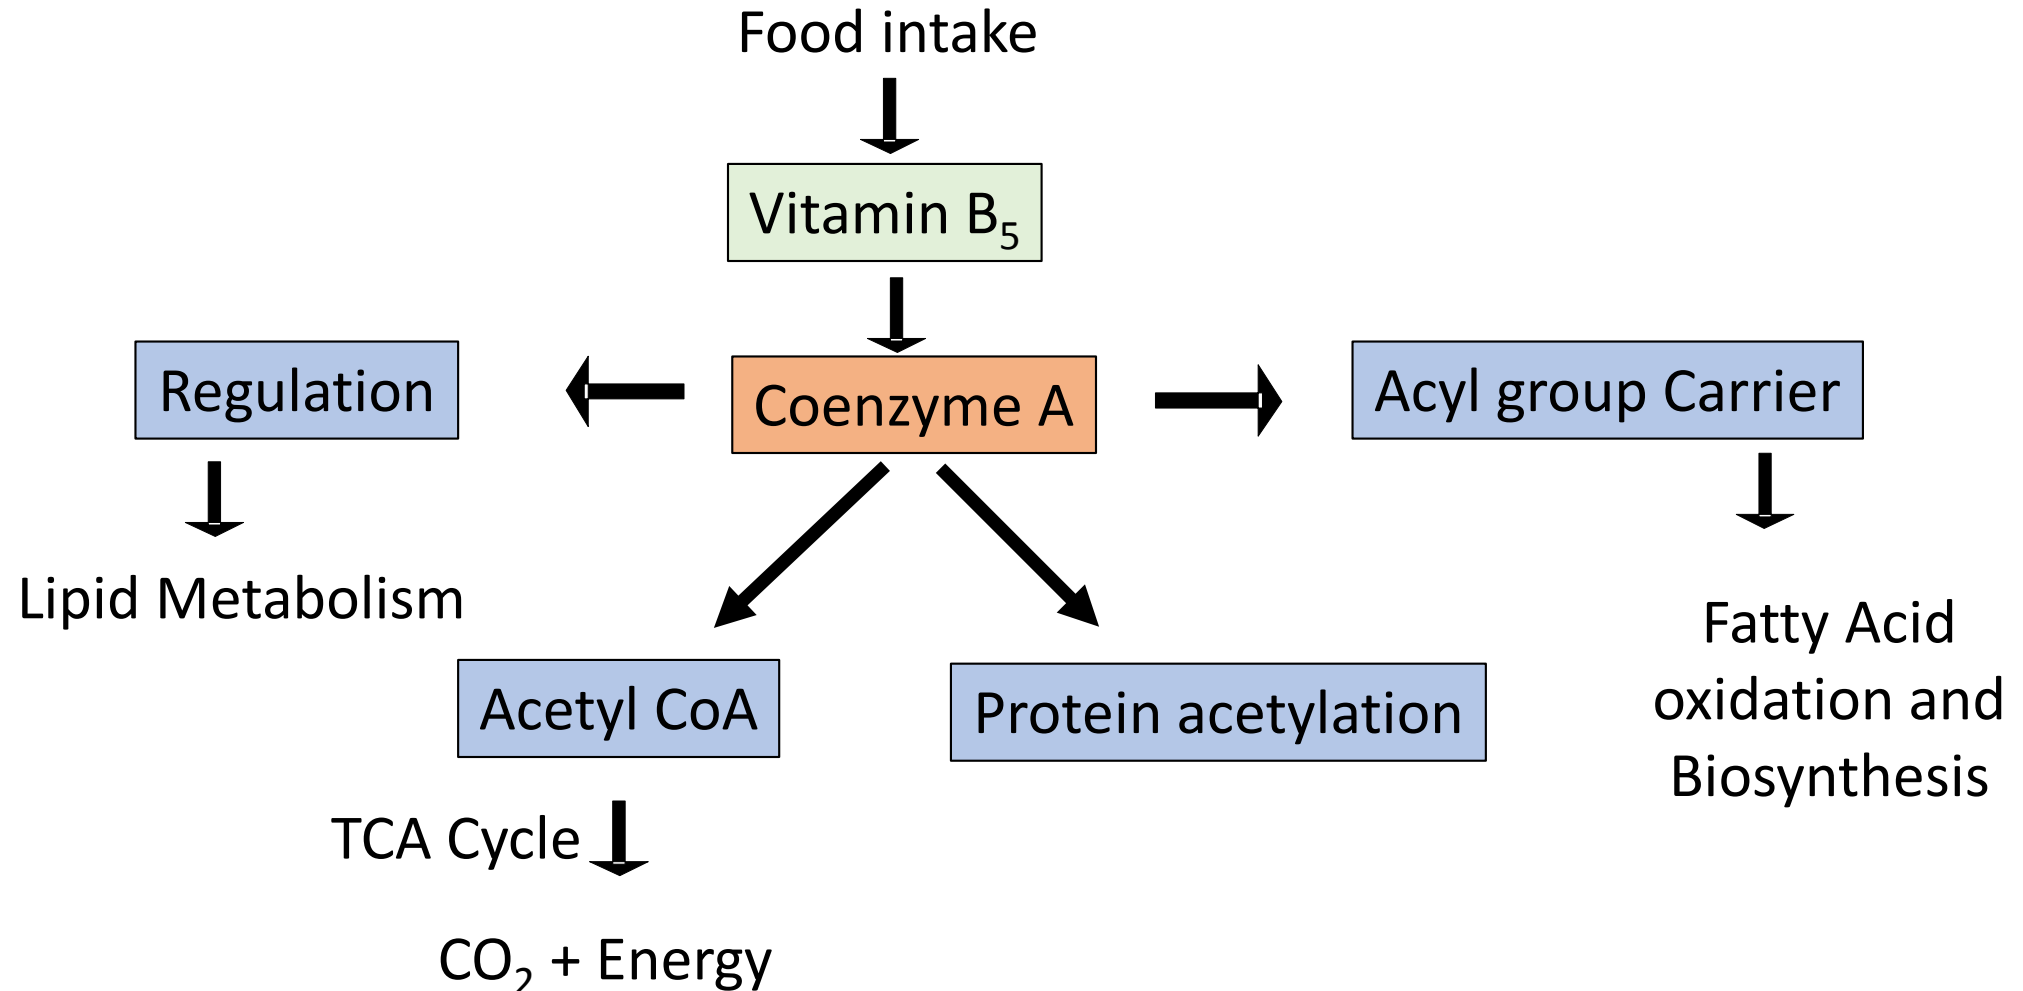 Food intake
Vitamin B₅
Regulation
Coenzyme A
Acyl group Carrier
Lipid Metabolism
Fatty Acid
oxidation and
Biosynthesis
Acetyl CoA
Protein acetylation
TCA Cycle
CO₂ + Energy